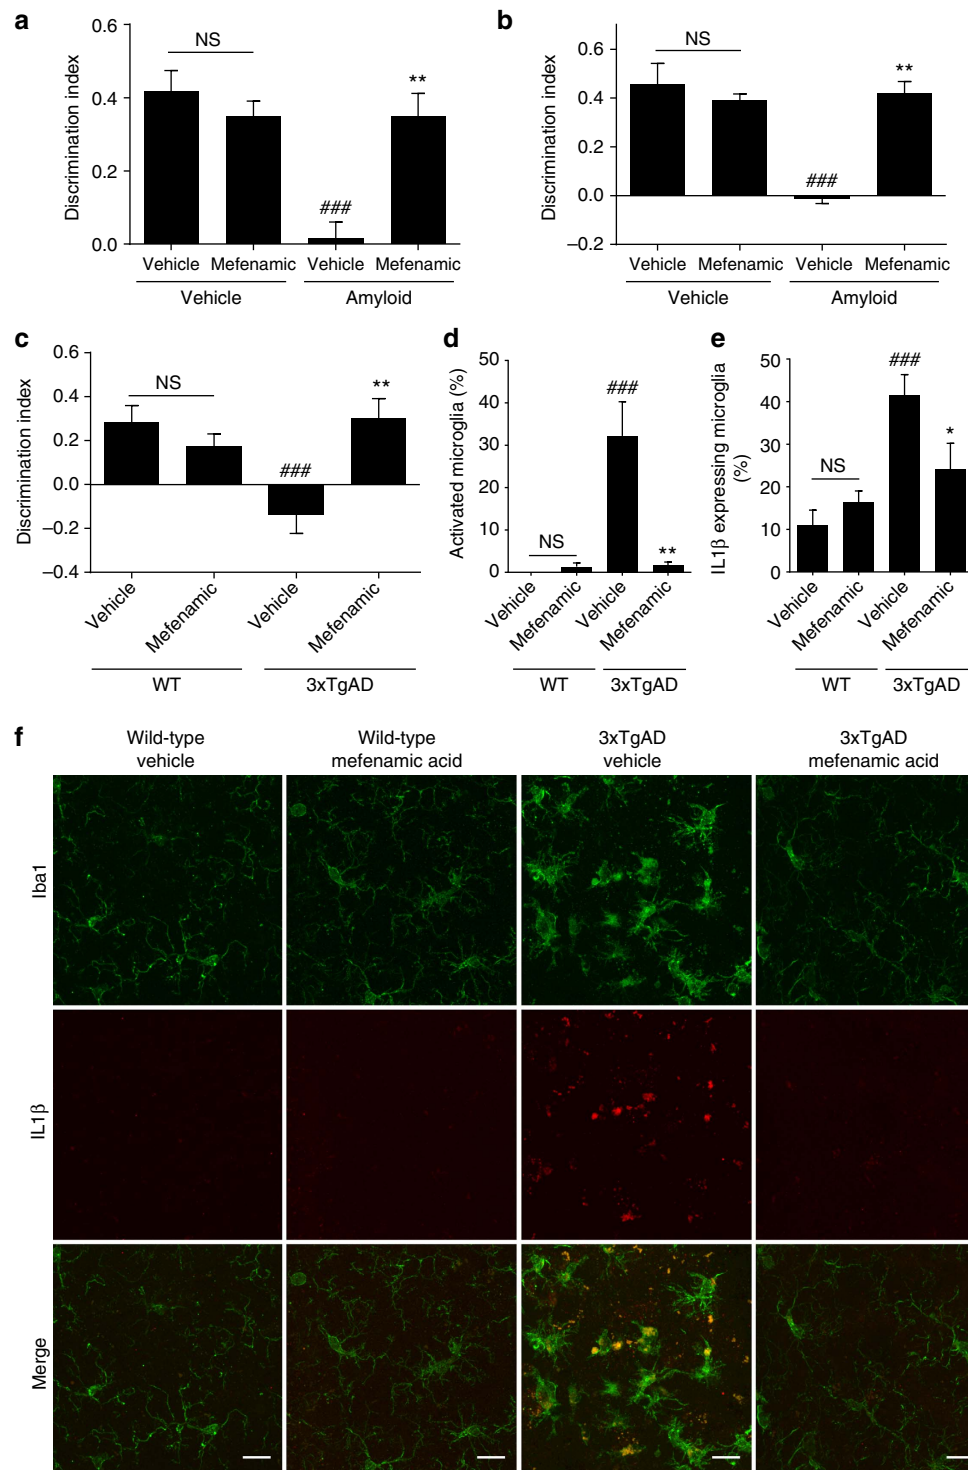 a
0.6
0.4
0.2
0.0
Discrimination index
NS
###
**
Vehicle Mefenamic Vehicle Mefenamic
Vehicle Amyloid
b
0.6
0.4
0.2
0.0
–0.2
Discrimination index
NS
###
**
Vehicle Mefenamic Vehicle Mefenamic
Vehicle Amyloid
c
0.6
0.4
0.2
0.0
–0.2
–0.4
Discrimination index
NS
###
**
Vehicle Mefenamic Vehicle Mefenamic
WT 3xTgAD
d
50
40
30
20
10
0
Activated microglia (%)
NS
###
**
Vehicle Mefenamic Vehicle Mefenamic
WT 3xTgAD
e
50
40
30
20
10
0
IL1β expressing microglia
(%)
NS
###
*
Vehicle Mefenamic Vehicle Mefenamic
WT 3xTgAD
f
Wild-type
vehicle
Wild-type
mefenamic acid
3xTgAD
vehicle
3xTgAD
mefenamic acid
Iba1
IL1β
Merge